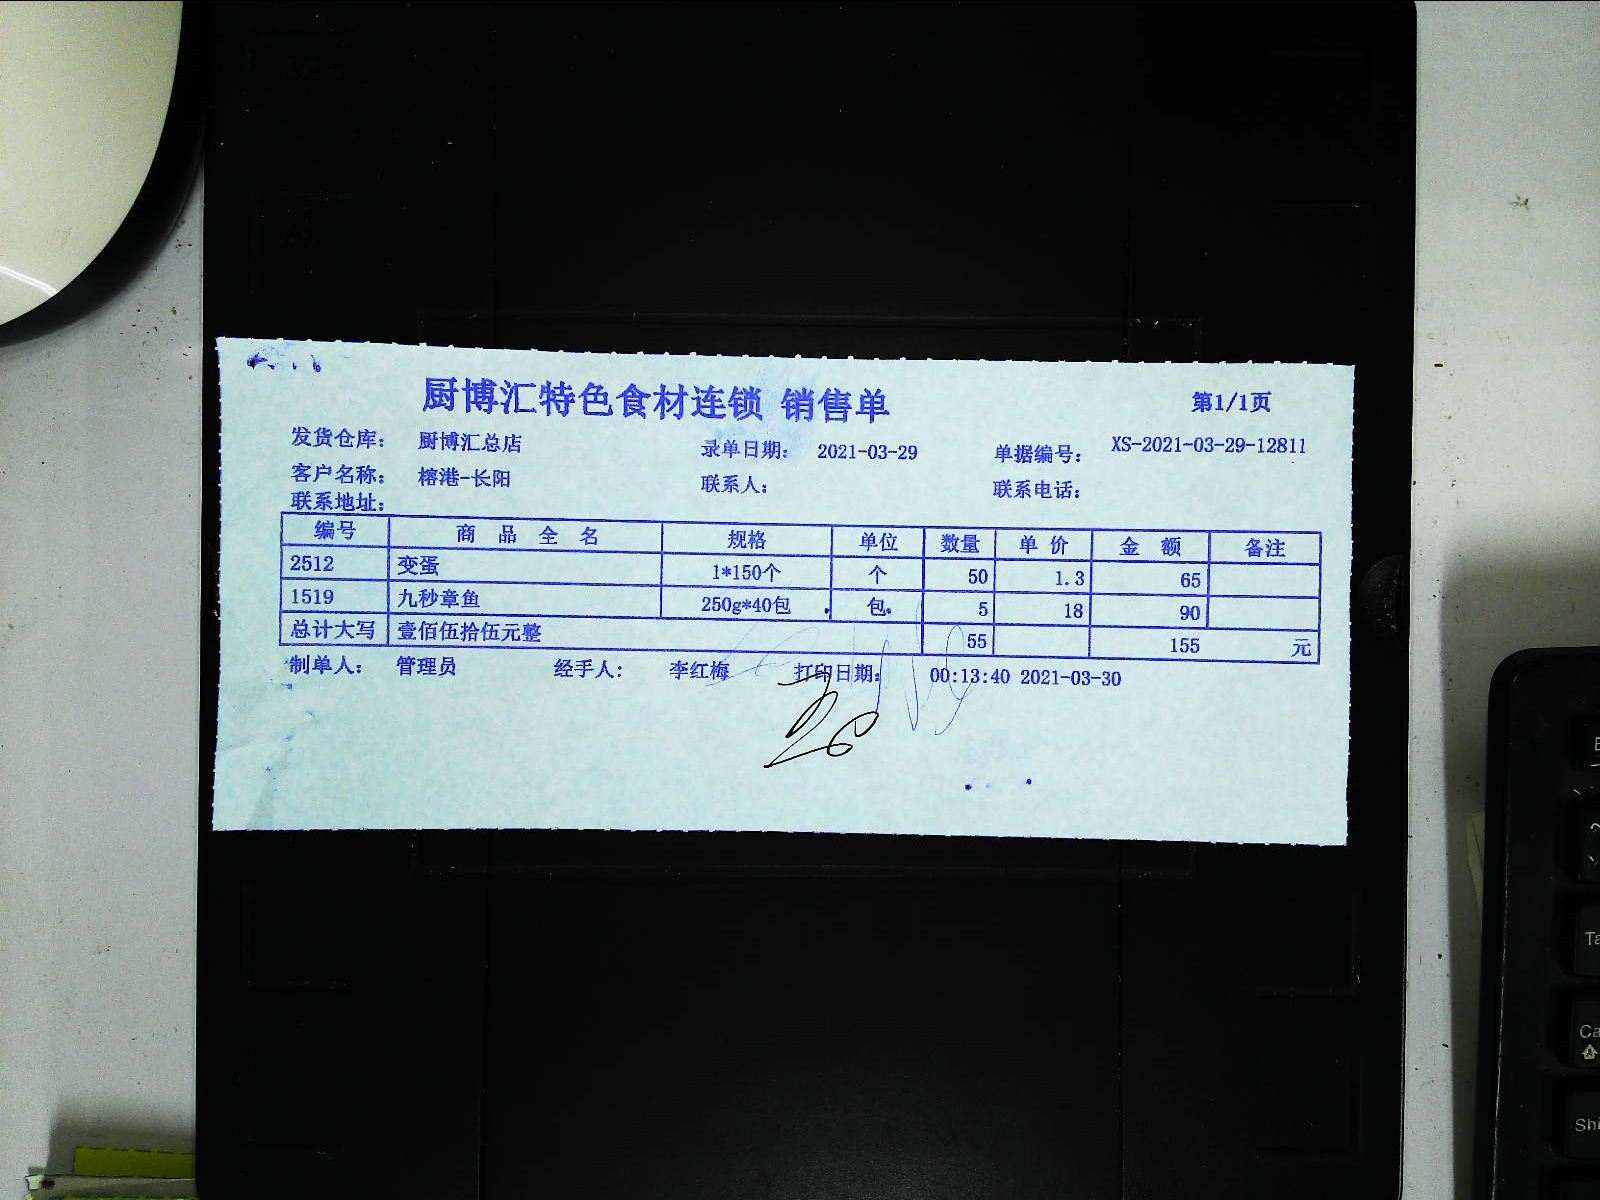 厨博汇特色食材连锁 销售单 第1/1页
发货仓库: 厨博汇总店 录单日期: 2021-03-29 单据编号: XS-2021-03-29-12811
客户名称: 榕港-长阳 联系人: 联系电话:
联系地址:
编号 商品全名 规格 单位 数量 单价 金额 备注
2512 变蛋 1*150个 个 50 1.3 65
1519 九秒章鱼 250g*40包 包 5 18 90
总计大写 壹佰伍拾伍元整 55 155 元
制单人: 管理员 经手人: 李红梅 打印日期: 00:13:40 2021-03-30